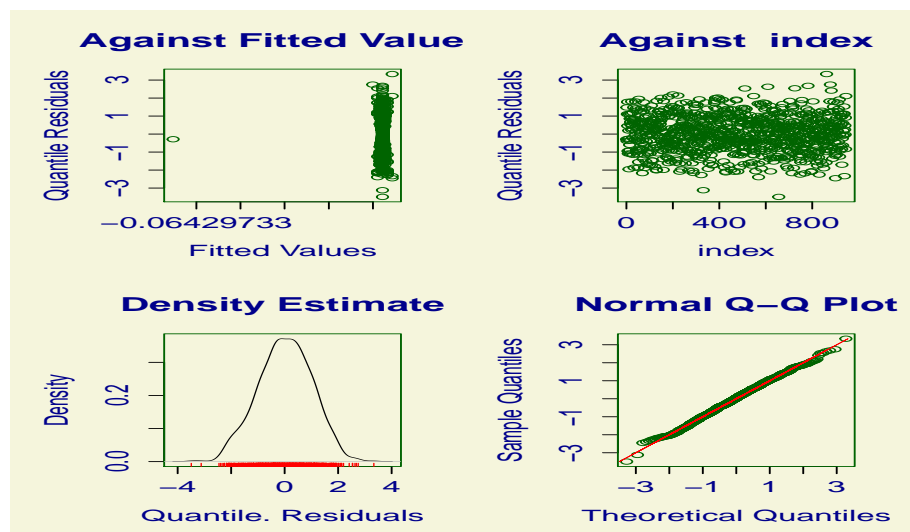 Against Fitted Value
Quantile Residuals
3
1
−1
−3
−0.06429733
Fitted Values
Against index
Quantile Residuals
3
1
−1
−3
0 400 800
index
Density Estimate
Density
0.2
0.0
−4 0 2 4
Quantile. Residuals
Normal Q−Q Plot
Sample Quantiles
3
1
−1
−3
−3 −1 1 3
Theoretical Quantiles